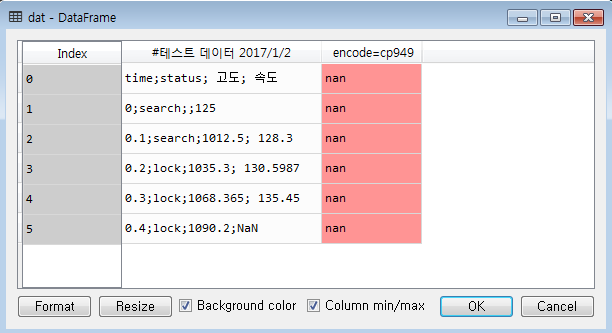 dat - DataFrame
Index #테스트 데이터 2017/1/2 encode=cp949
0 time;status; 고도; 속도 nan
1 0;search;;125 nan
2 0.1;search;1012.5; 128.3 nan
3 0.2;lock;1035.3; 130.5987 nan
4 0.3;lock;1068.365; 135.45 nan
5 0.4;lock;1090.2;NaN nan
Format Resize Background color Column min/max OK Cancel